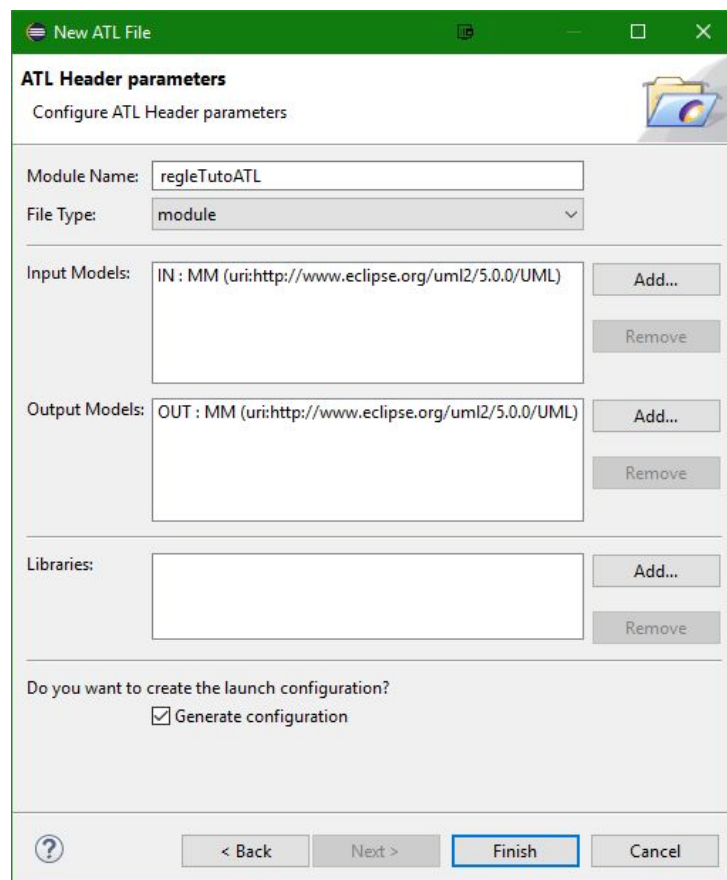 New ATL File
ATL Header parameters
Configure ATL Header parameters
Module Name: regleTutoATL
File Type: module
Input Models: IN : MM (uri:http://www.eclipse.org/uml2/5.0.0/UML) Add...
Remove
Output Models: OUT : MM (uri:http://www.eclipse.org/uml2/5.0.0/UML) Add...
Remove
Libraries: Add...
Remove
Do you want to create the launch configuration?
Generate configuration
? < Back Next > Finish Cancel